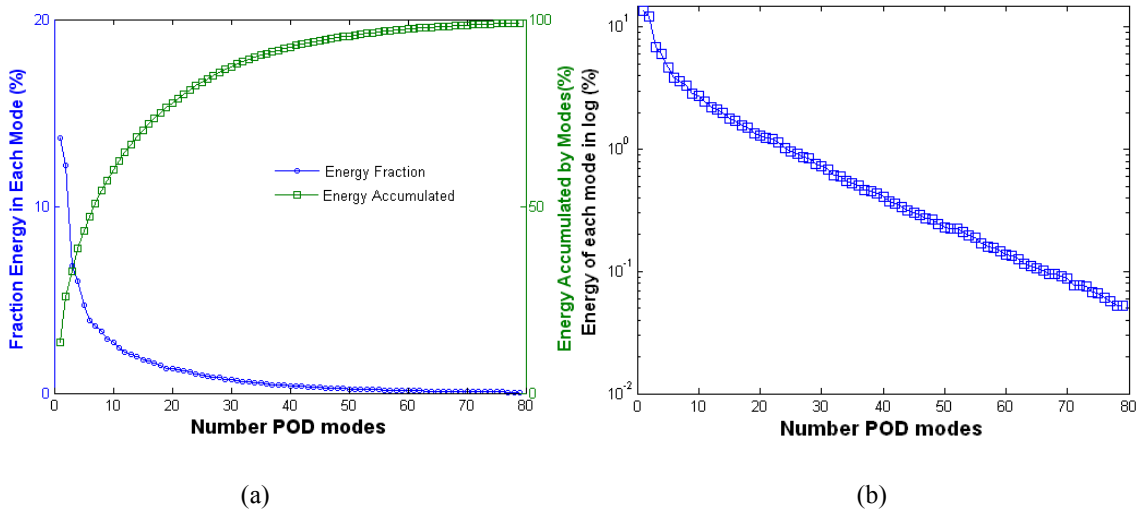 Fraction Energy in Each Mode (%)
20
10
0
Energy Fraction
Energy Accumulated
100
50
0
Energy Accumulated by Modes(%)
0 10 20 30 40 50 60 70 80
Number POD modes
(a)
Energy of each mode in log (%)
10^1
10^0
10^-1
10^-2
0 10 20 30 40 50 60 70 80
Number POD modes
(b)